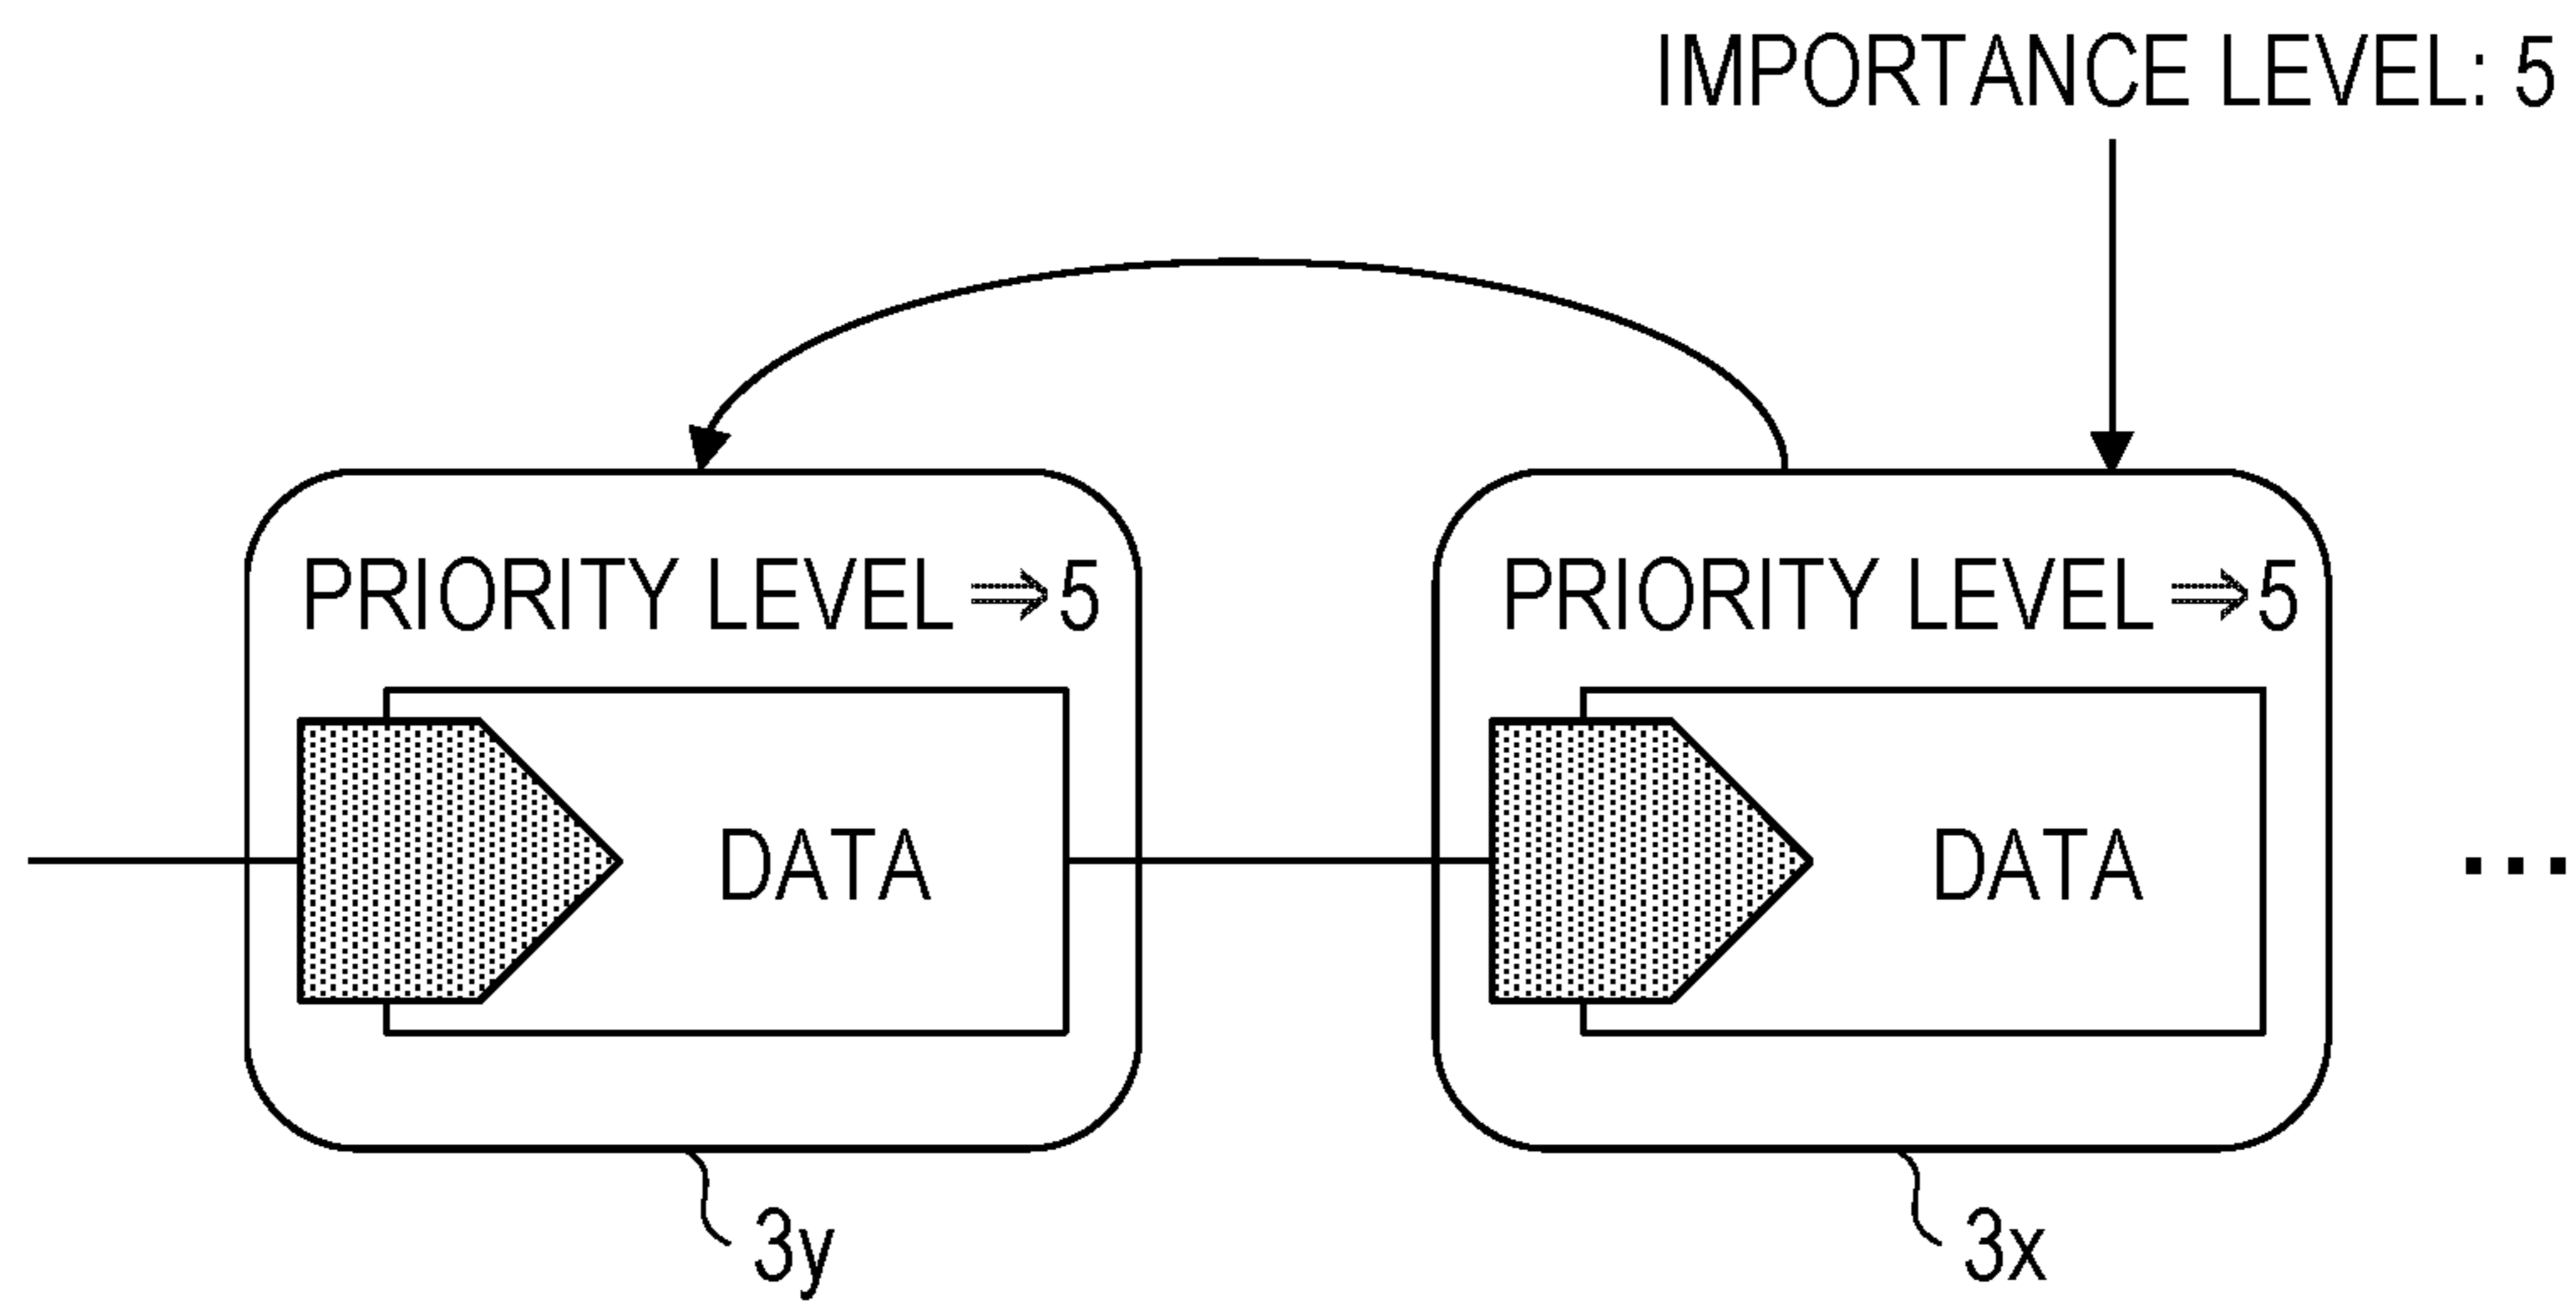 IMPORTANCE LEVEL: 5
PRIORITY LEVEL ⇒5
PRIORITY LEVEL ⇒5
DATA
DATA
...
3y
3x